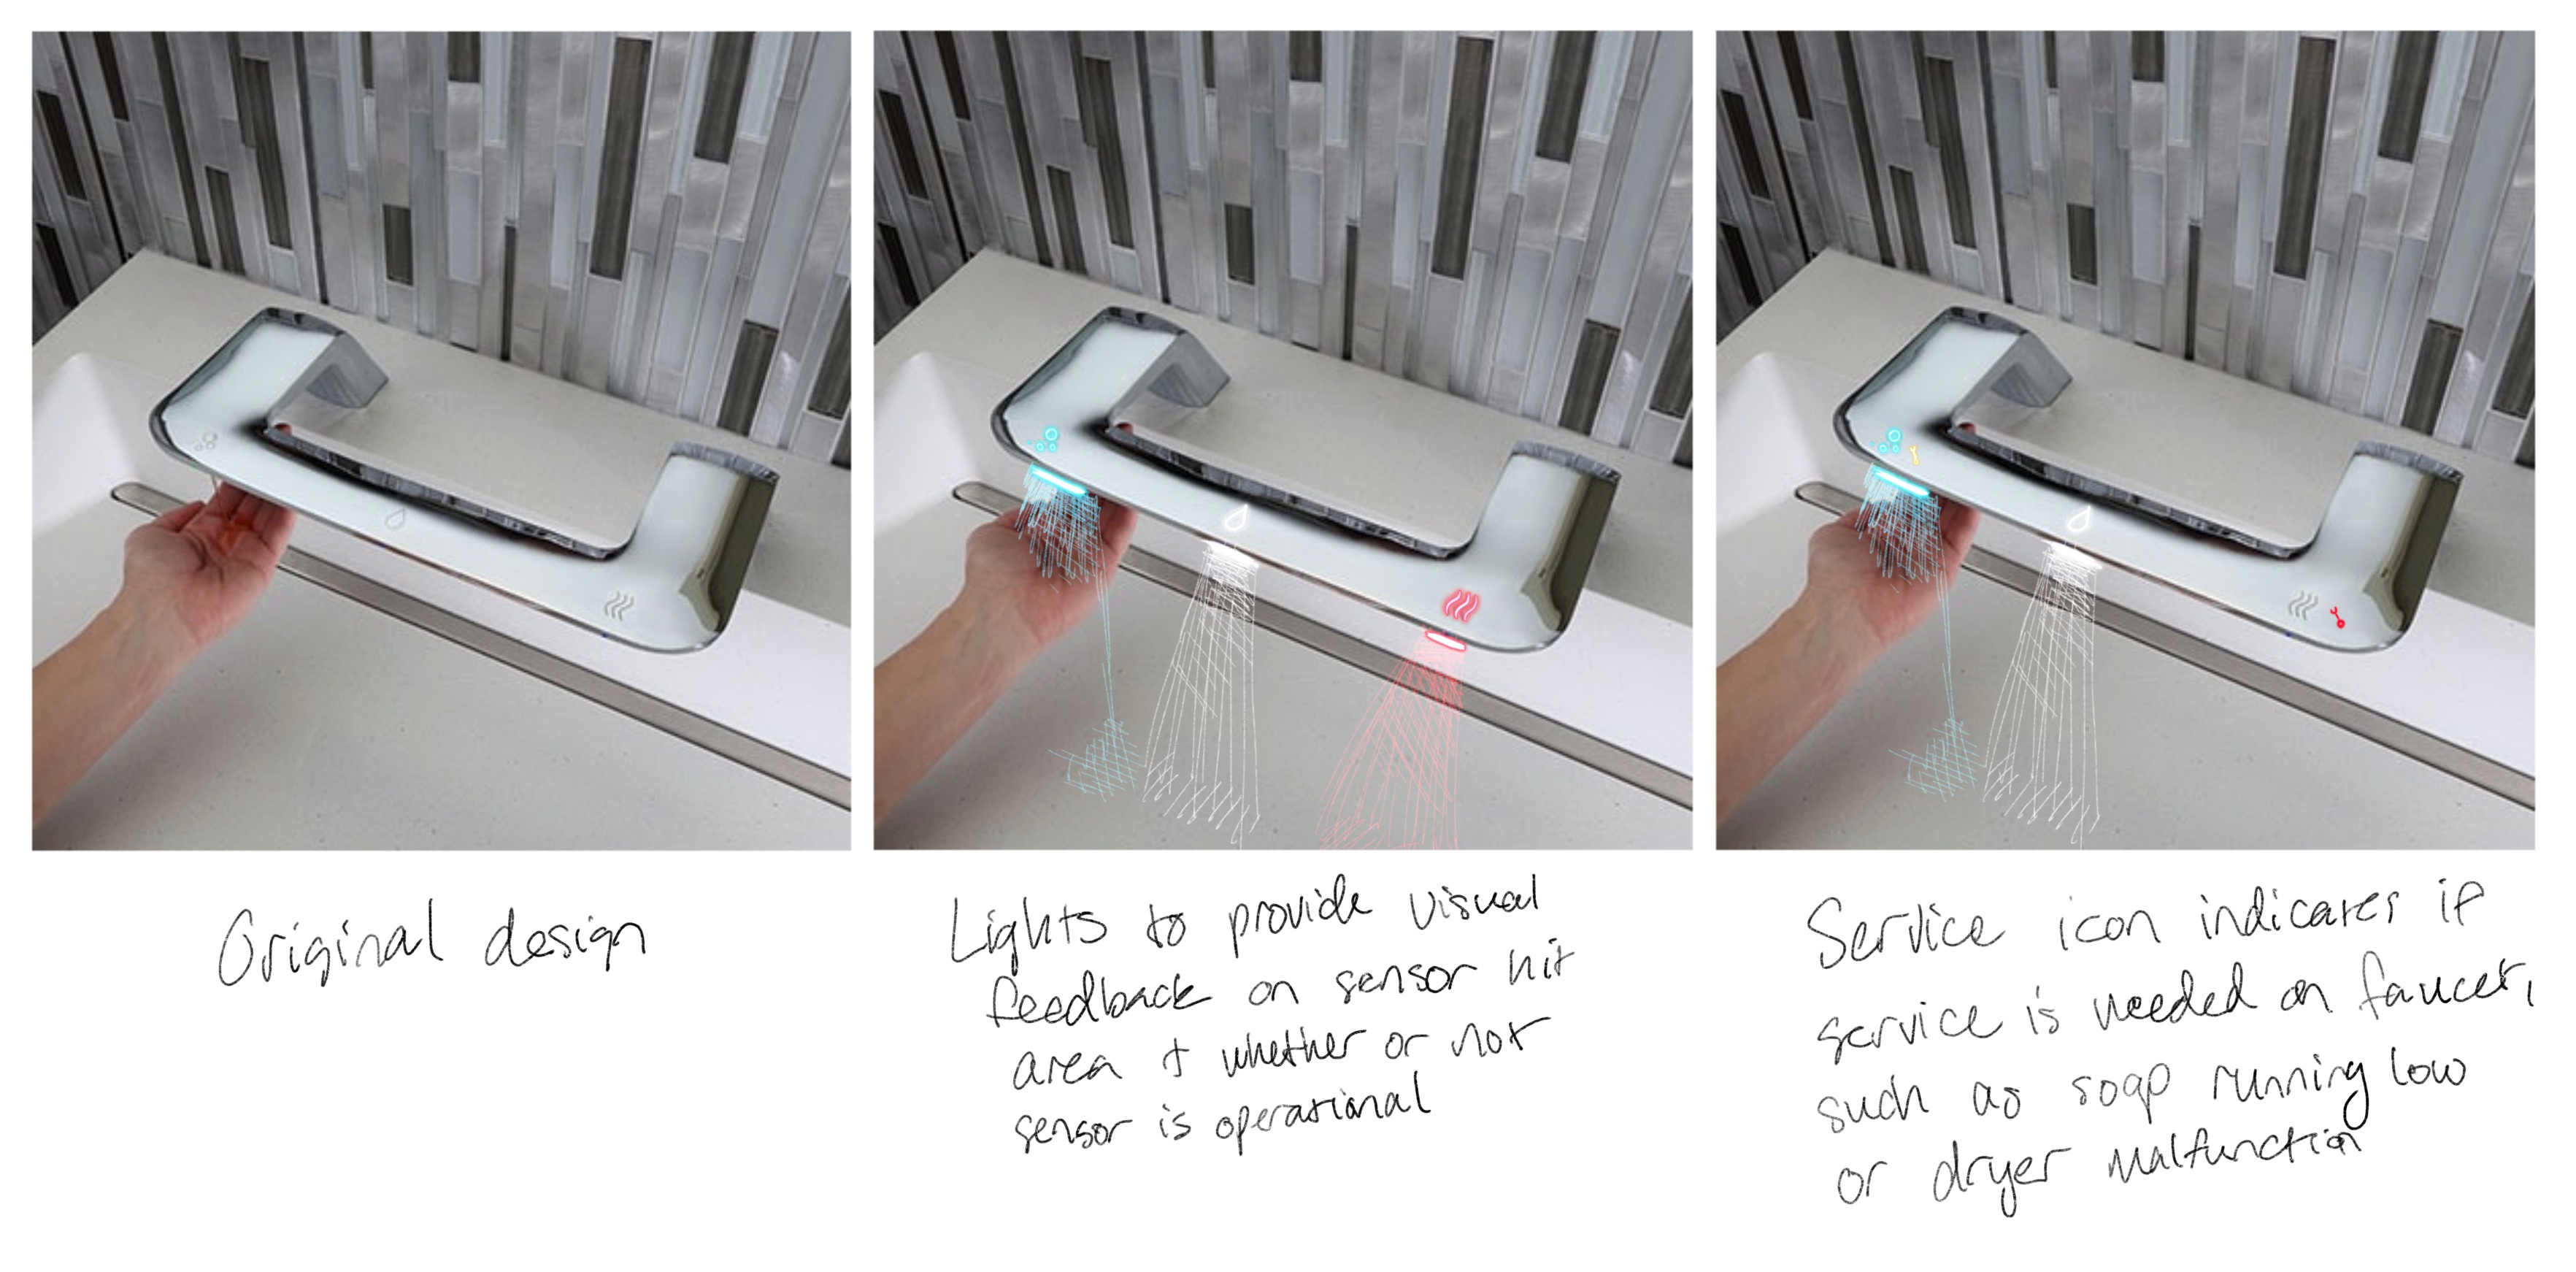 Original design
Lights to provide visual
feedback on sensor hit
area + whether or not
sensor is operational
Service icon indicates if
service is needed on faucet,
such as soap running low
or dryer malfunction